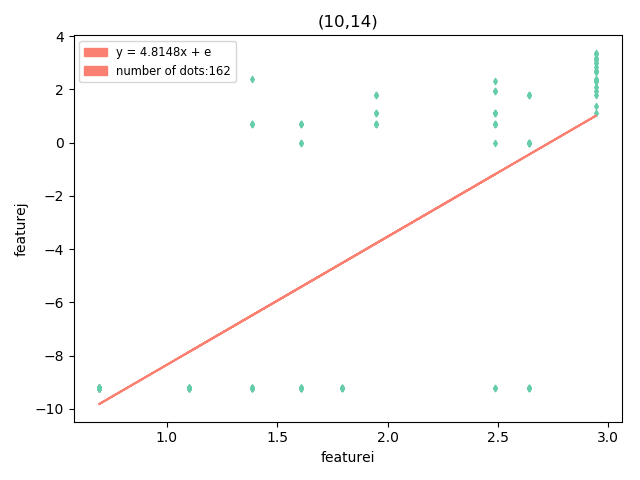 (10,14)
y = 4.8148x + e
number of dots:162
4
2
0
−2
−4
−6
−8
−10
featurej
1.0 1.5 2.0 2.5 3.0
featurei